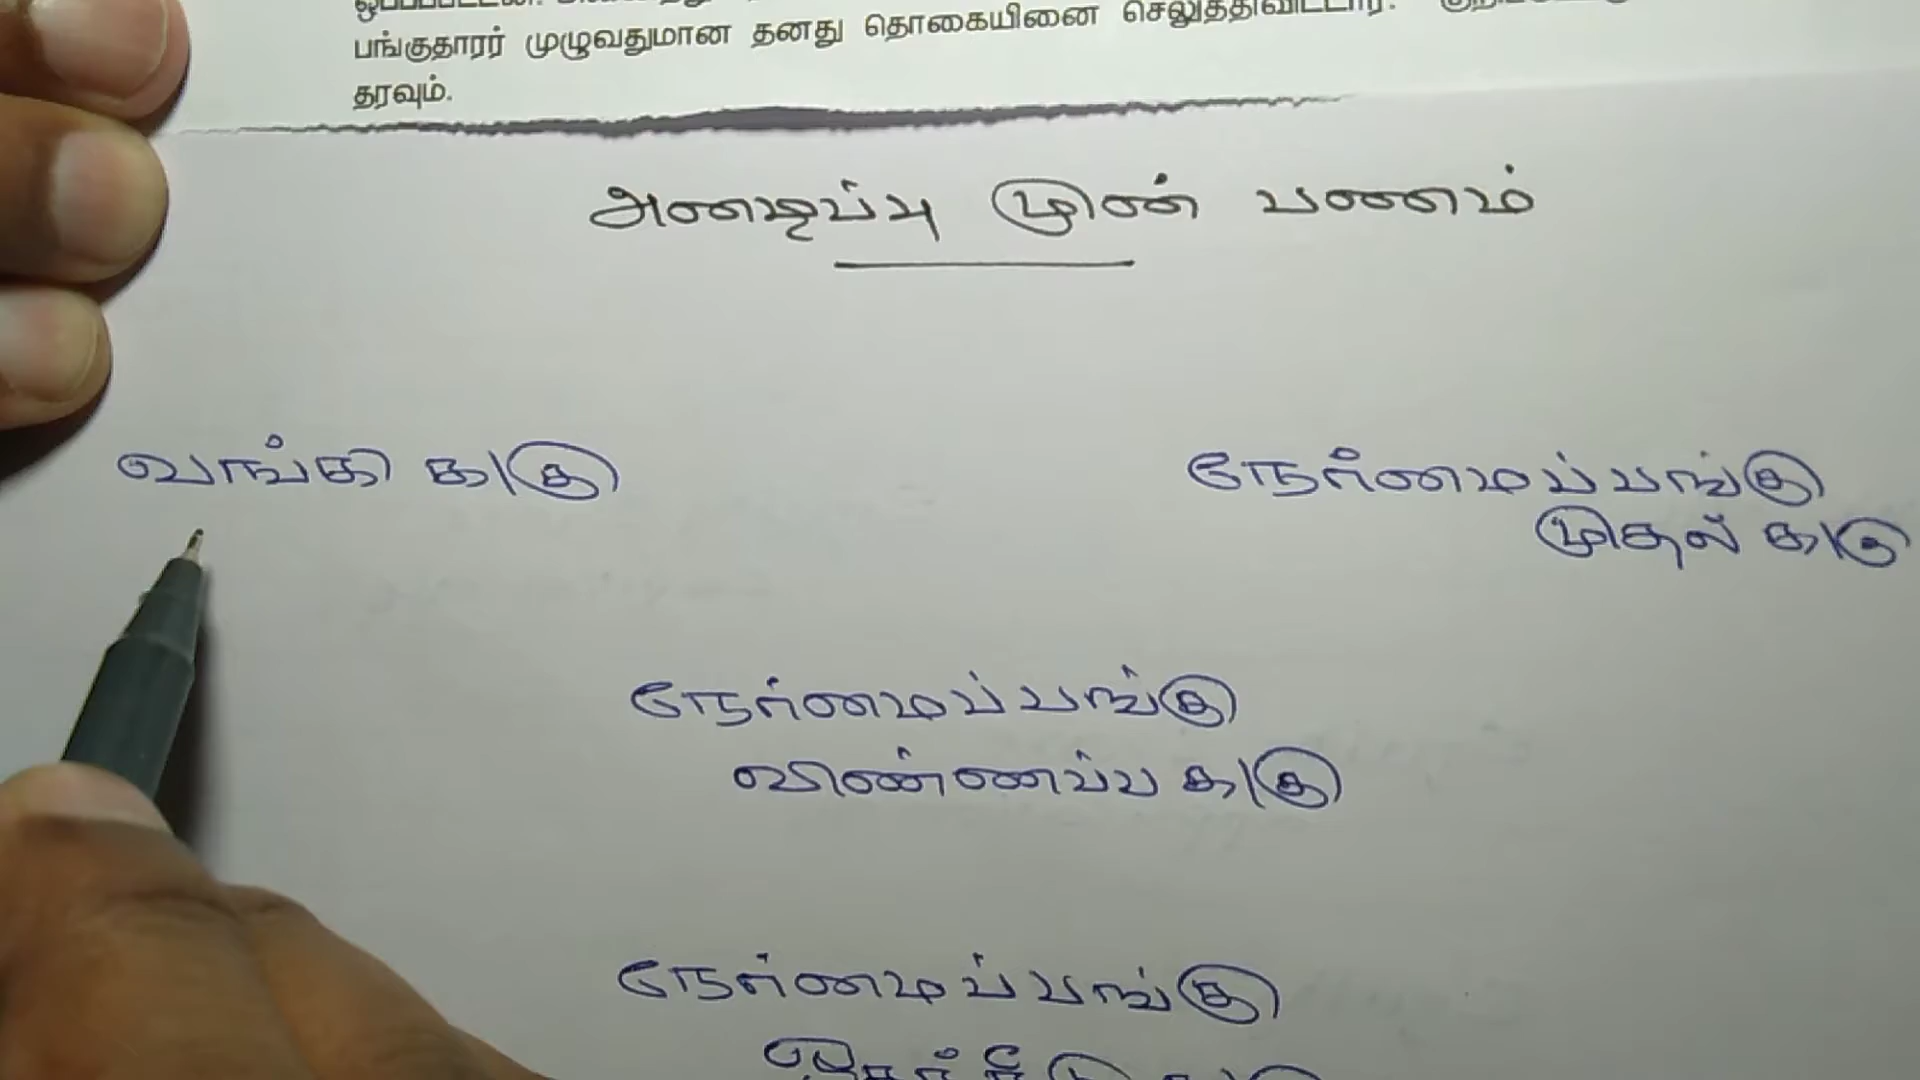 பங்குதாரர் முழுவதுமான தனது தொகையினை செலுத்திவிட்டார்.
தரவும்.
அழைப்பு முன் பணம்
வங்கி க/கு
நேர்மைப்பங்கு
முதல் க/கு
நேர்மைப்பங்கு
விண்ணப்ப க/கு
நேர்மைப்பங்கு